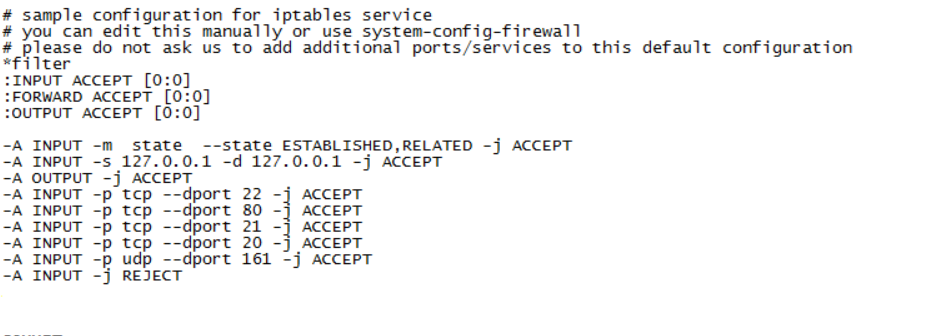 # sample configuration for iptables service
# you can edit this manually or use system-config-firewall
# please do not ask us to add additional ports/services to this default configuration
*filter
:INPUT ACCEPT [0:0]
:FORWARD ACCEPT [0:0]
:OUTPUT ACCEPT [0:0]
-A INPUT -m  state  --state ESTABLISHED,RELATED -j ACCEPT
-A INPUT -s 127.0.0.1 -d 127.0.0.1 -j ACCEPT
-A OUTPUT -j ACCEPT
-A INPUT -p tcp --dport 22 -j ACCEPT
-A INPUT -p tcp --dport 80 -j ACCEPT
-A INPUT -p tcp --dport 21 -j ACCEPT
-A INPUT -p tcp --dport 20 -j ACCEPT
-A INPUT -p udp --dport 161 -j ACCEPT
-A INPUT -j REJECT